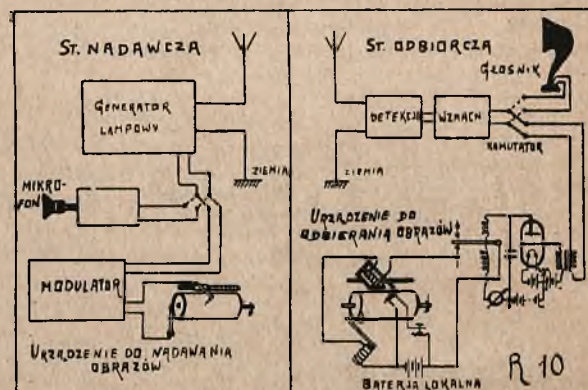 ST. NADAWCZA
GENERATOR
LAMPOWY
ZIEMIA
MIKRO-
FON
MODULATOR
URZĄDZENIE DO NADAWANIA
OBRAZÓW
ST. ODBIORCZA
GŁOŚNIK
DETEKCJA
WZMACN
KAMUTATOR
ZIEMIA
URZĄDZENIE DO
ODBIERANIA OBRAZÓW
BATERJA LOKALNA
R 10